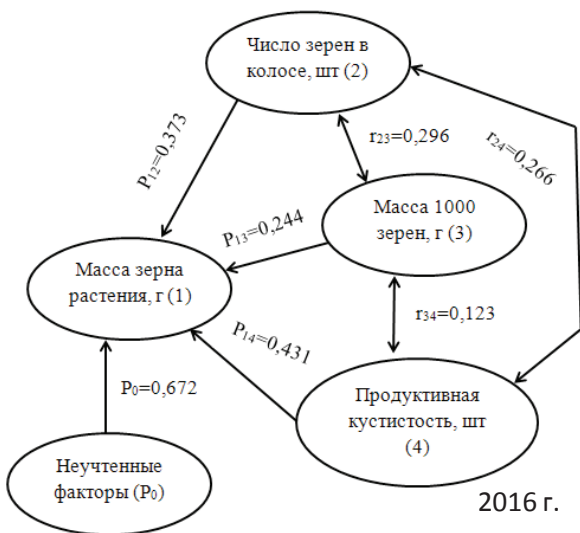 Число зерен в
колосе, шт (2)
r23=0,296
r24=0,266
P12=0,373
Масса 1000
зерен, г (3)
P13=0,244
Масса зерна
растения, г (1)
r34=0,123
P14=0,431
P0=0,672
Продуктивная
кустистость, шт
(4)
Неучтенные
факторы (P0)
2016 г.